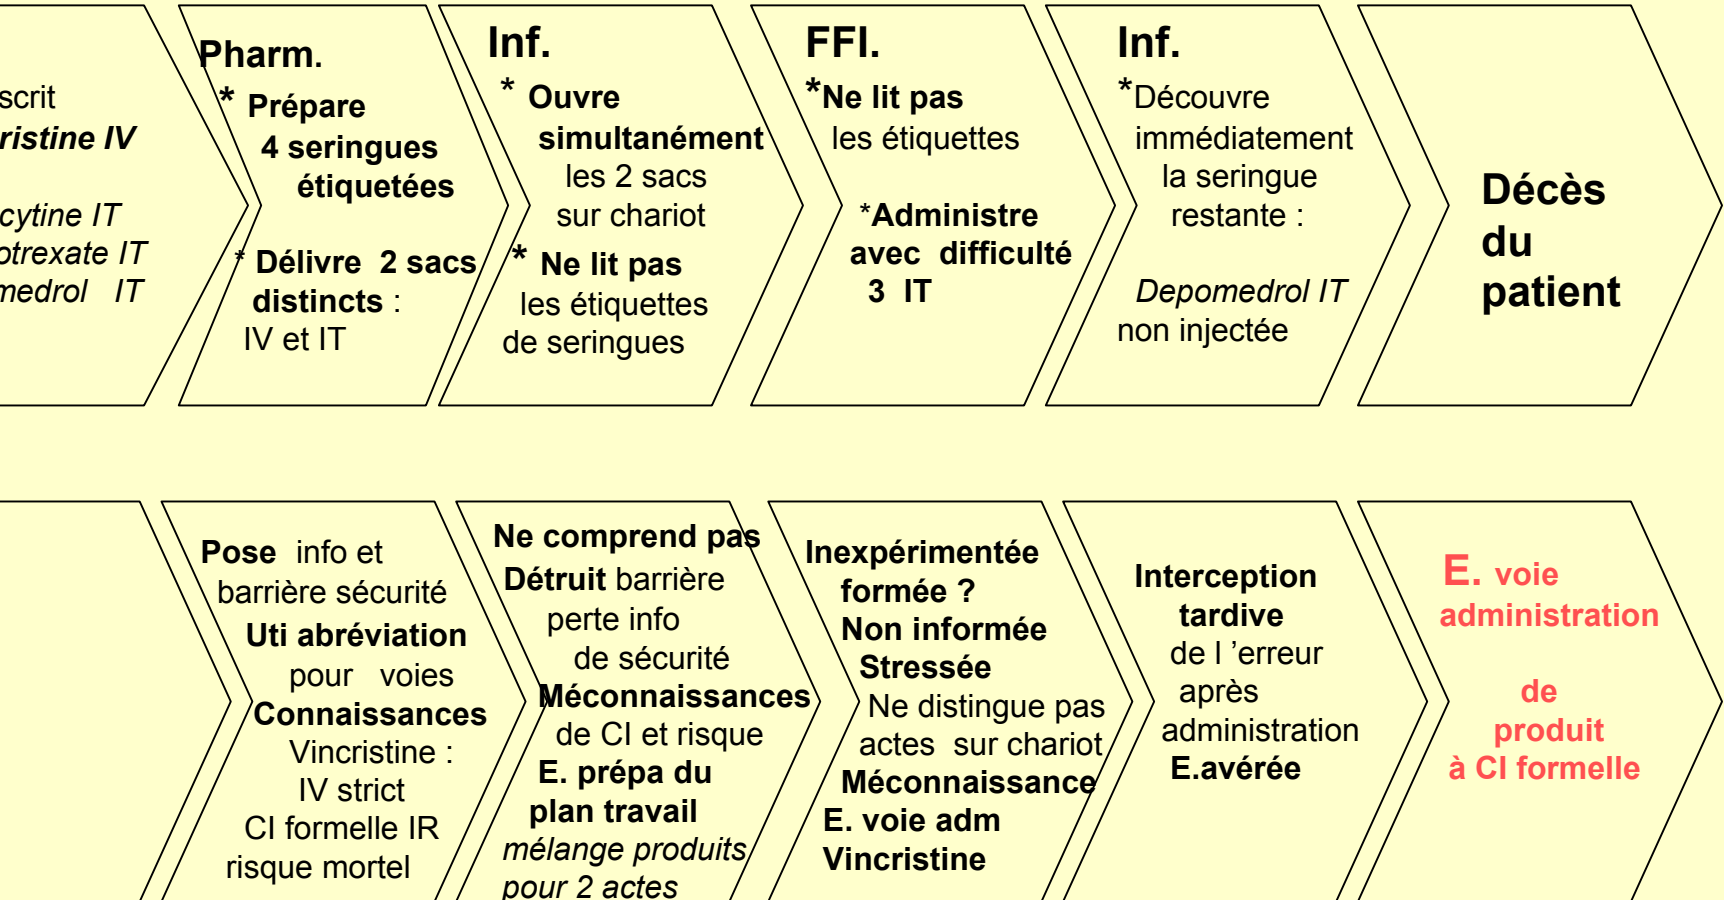 scrit
ristine IV
cytine IT
otrexate IT
medrol IT
Pharm.
* Prépare
4 seringues
étiquetées
* Délivre 2 sacs
distincts :
IV et IT
Inf.
* Ouvre
simultanément
les 2 sacs
sur chariot
* Ne lit pas
les étiquettes
de seringues
FFI.
*Ne lit pas
les étiquettes
*Administre
avec difficulté
3 IT
Inf.
*Découvre
immédiatement
la seringue
restante :
Depomedrol IT
non injectée
Décès
du
patient
Pose info et
barrière sécurité
Uti abréviation
pour voies
Connaissances
Vincristine :
IV strict
CI formelle IR
risque mortel
Ne comprend pas
Détruit barrière
perte info
de sécurité
Méconnaissances
de CI et risque
E. prépa du
plan travail
mélange produits
pour 2 actes
Inexpérimentée
formée ?
Non informée
Stressée
Ne distingue pas
actes sur chariot
Méconnaissance
E. voie adm
Vincristine
Interception
tardive
de l ’erreur
après
administration
E.avérée
E. voie
administration
de
produit
à CI formelle